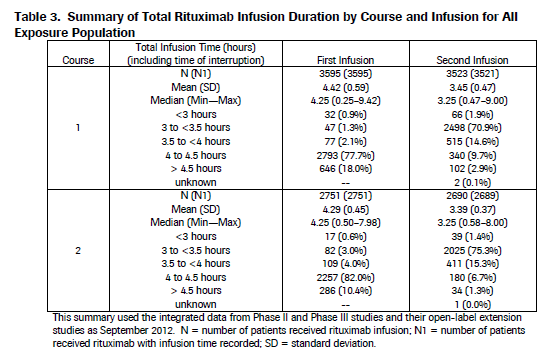 Table 3. Summary of Total Rituximab Infusion Duration by Course and Infusion for All
Exposure Population
Total Infusion Time (hours)
Course (including time of interruption) First Infusion Second Infusion
N (N1) 3595 (3595) 3523 (3521)
Mean (SD) 4.42 (0.59) 3.45 (0.47)
Median (Min—Max) 4.25 (0.25–9.42) 3.25 (0.47–9.00)
<3 hours 32 (0.9%) 66 (1.9%)
1 3 to <3.5 hours 47 (1.3%) 2498 (70.9%)
3.5 to <4 hours 77 (2.1%) 515 (14.6%)
4 to 4.5 hours 2793 (77.7%) 340 (9.7%)
> 4.5 hours 646 (18.0%) 102 (2.9%)
unknown -- 2 (0.1%)
N (N1) 2751 (2751) 2690 (2689)
Mean (SD) 4.29 (0.45) 3.39 (0.37)
Median (Min—Max) 4.25 (0.50–7.98) 3.25 (0.58–8.00)
<3 hours 17 (0.6%) 39 (1.4%)
2 3 to <3.5 hours 82 (3.0%) 2025 (75.3%)
3.5 to <4 hours 109 (4.0%) 411 (15.3%)
4 to 4.5 hours 2257 (82.0%) 180 (6.7%)
> 4.5 hours 286 (10.4%) 34 (1.3%)
unknown -- 1 (0.0%)
This summary used the integrated data from Phase II and Phase III studies and their open-label extension
studies as September 2012. N = number of patients received rituximab infusion; N1 = number of patients
received rituximab with infusion time recorded; SD = standard deviation.